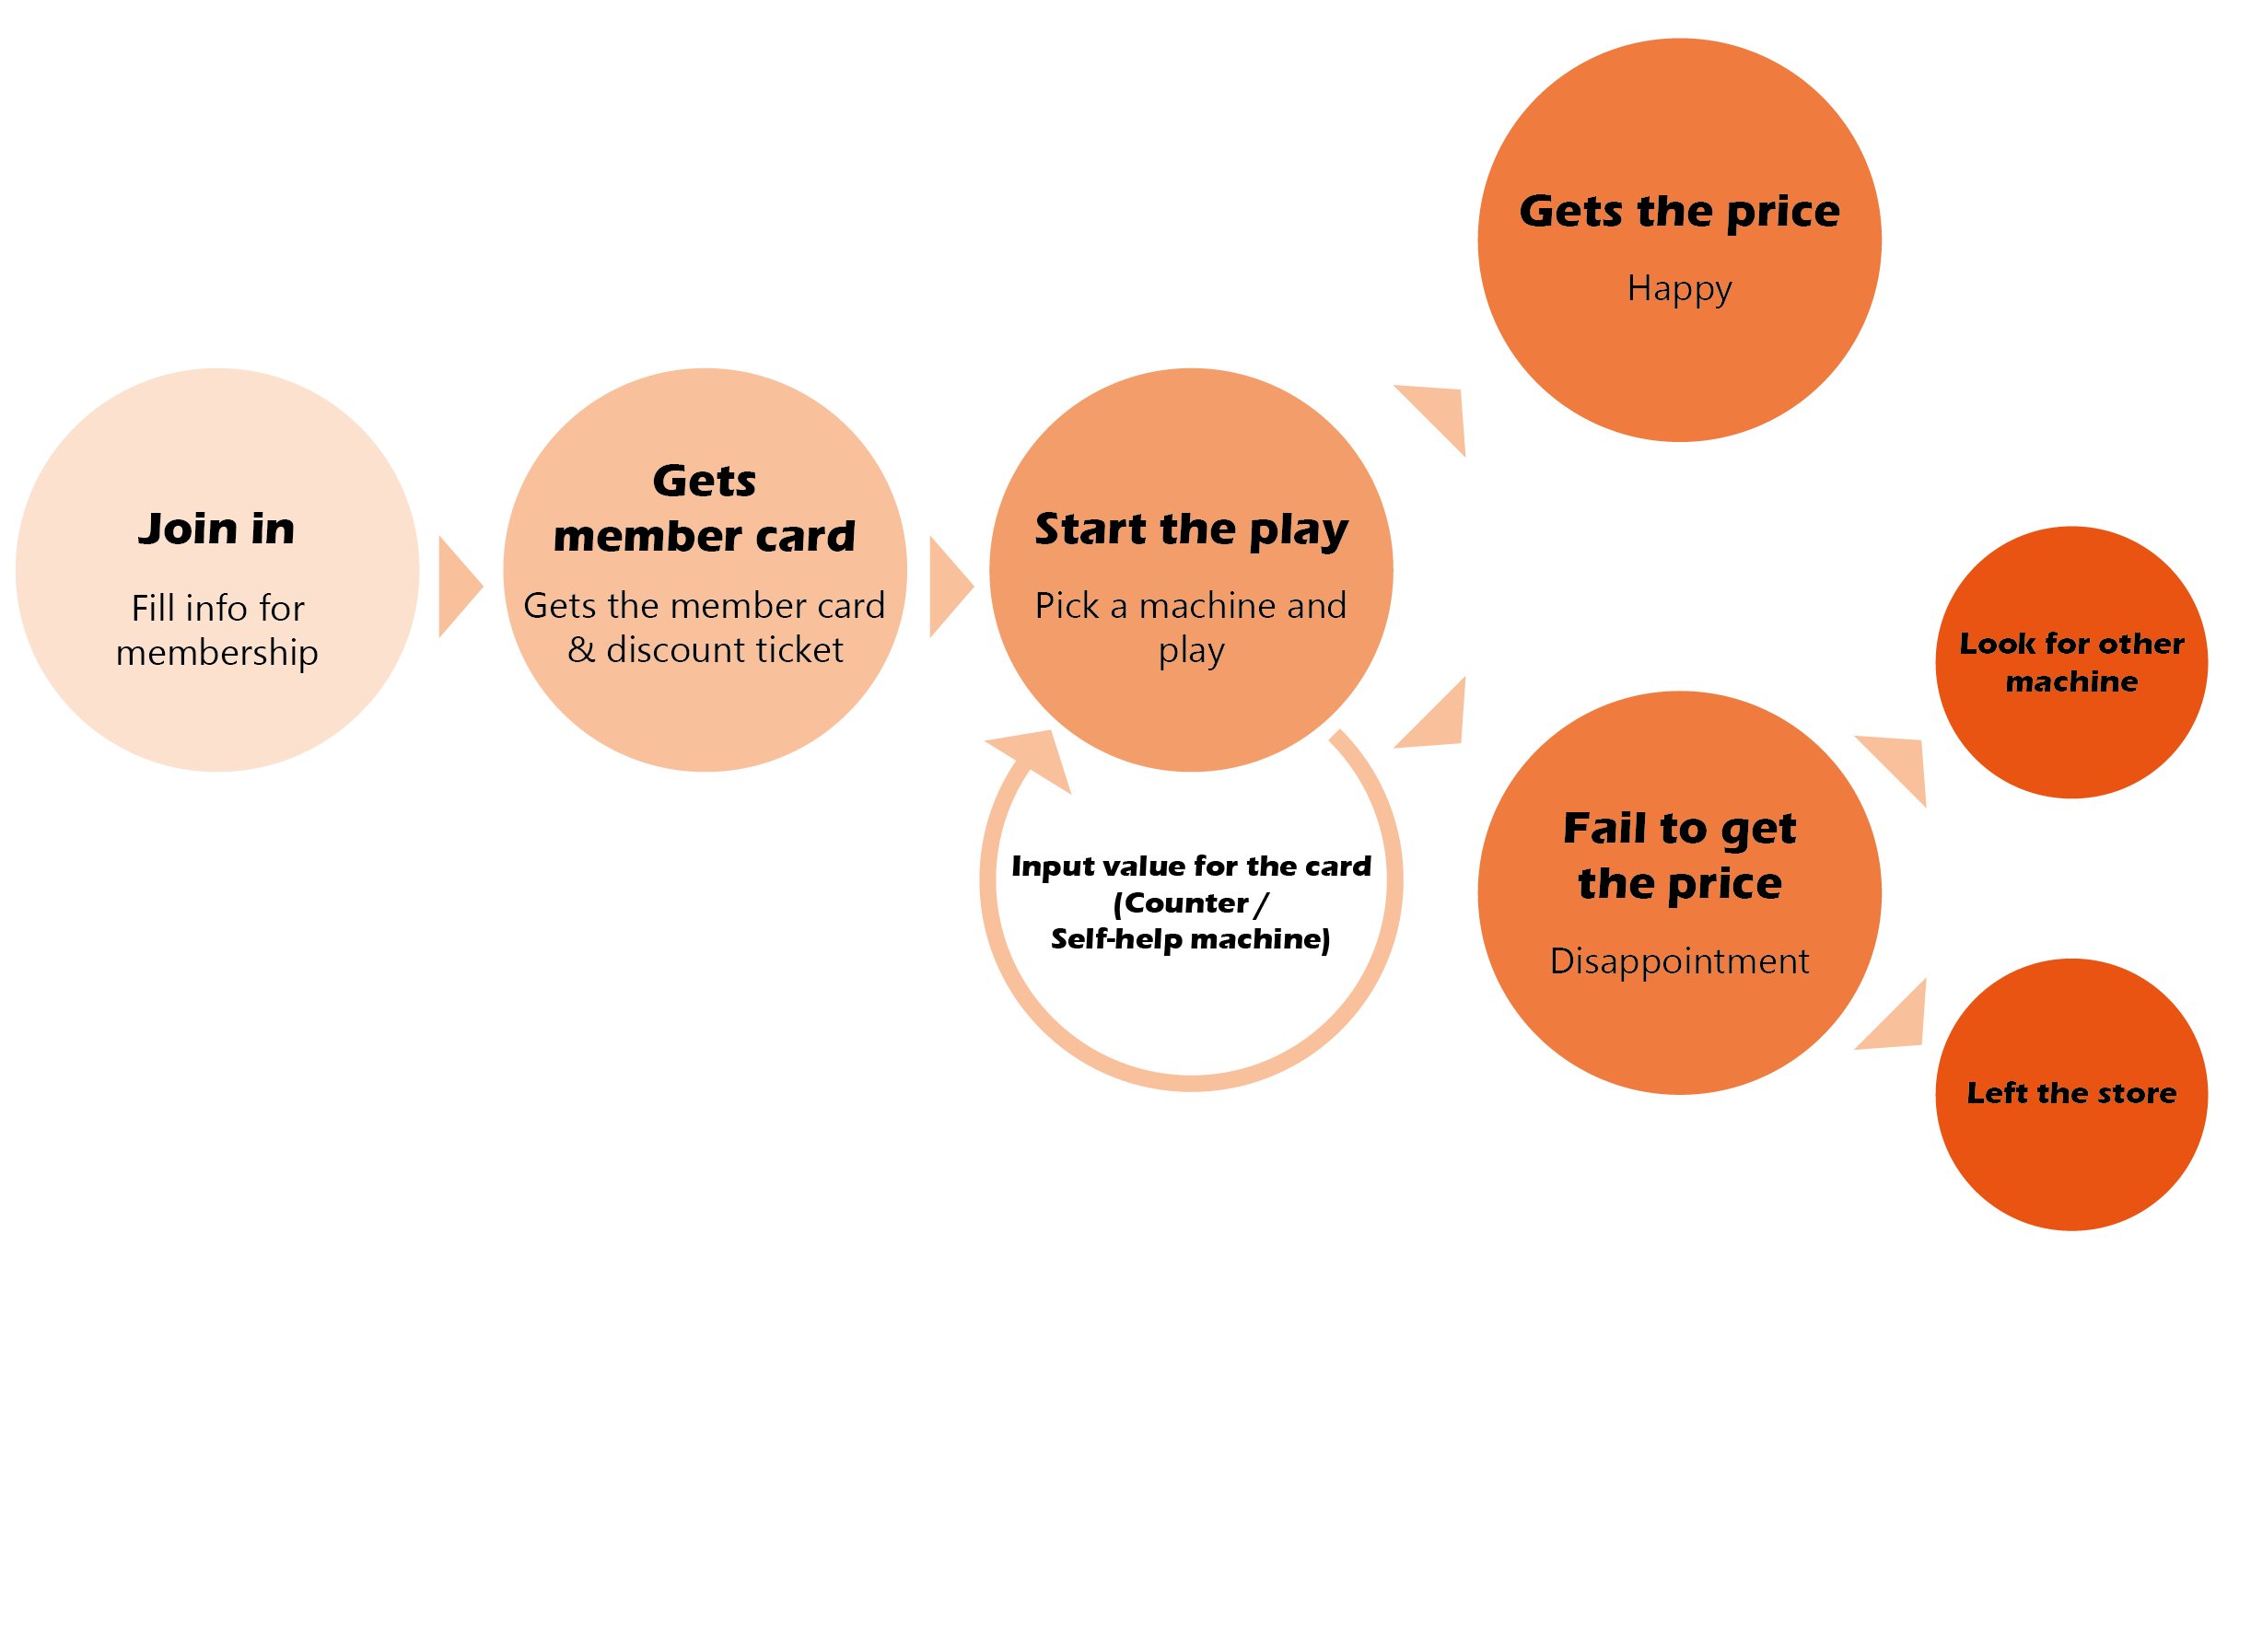 Join in
Fill info for
membership
Gets
member card
Gets the member card
& discount ticket
Start the play
Pick a machine and
play
Input value for the card
(Counter /
Self-help machine)
Gets the price
Happy
Fail to get
the price
Disappointment
Look for other
machine
Left the store